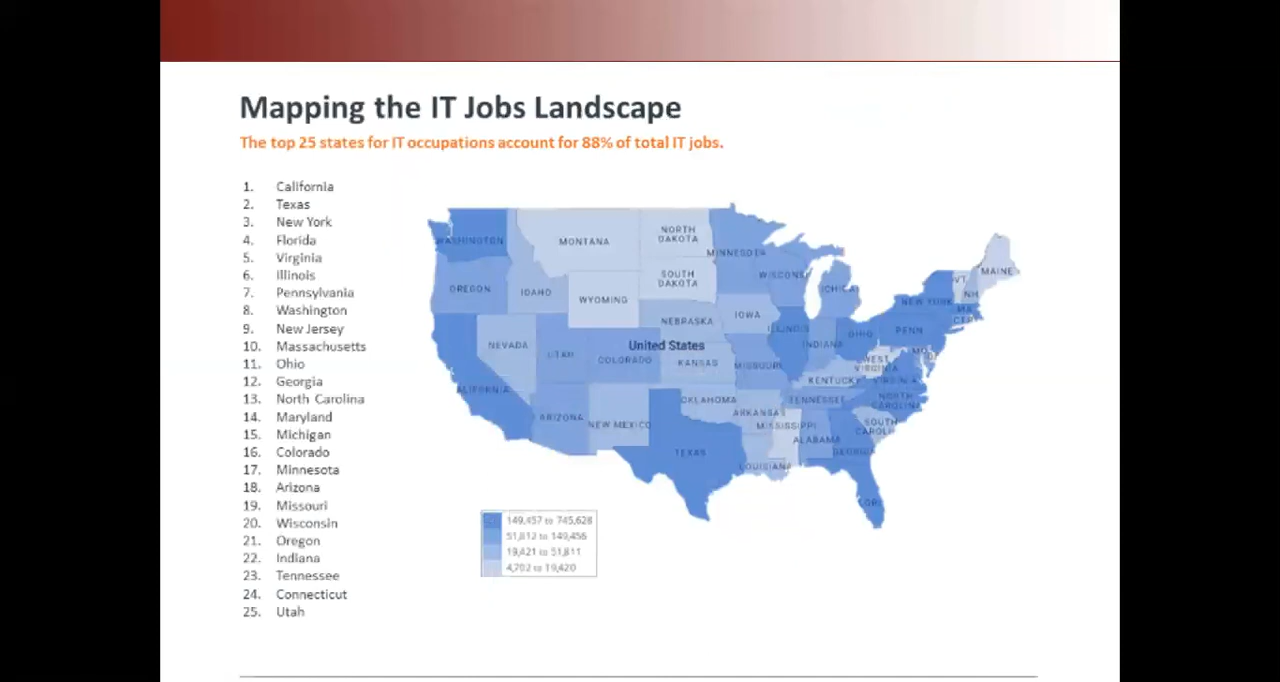 Mapping the IT Jobs Landscape
The top 25 states for IT occupations account for 88% of total IT jobs.
1. California
2. Texas
3. New York
4. Florida
5. Virginia
6. Illinois
7. Pennsylvania
8. Washington
9. New Jersey
10. Massachusetts
11. Ohio
12. Georgia
13. North Carolina
14. Maryland
15. Michigan
16. Colorado
17. Minnesota
18. Arizona
19. Missouri
20. Wisconsin
21. Oregon
22. Indiana
23. Tennessee
24. Connecticut
25. Utah
WASHINGTON
MONTANA
NORTH
DAKOTA
MINNESOTA
MAINE
VT
NH
OREGON
IDAHO
SOUTH
DAKOTA
WISCONS
ICHIGA
WYOMING
NEW YORK
MA
NEBRASKA
IOWA
ILLINOIS
OHIO
PENN
NEVADA
UTAH
United States
COLORADO
KANSAS
MISSOURI
INDIANA
WEST
VIRGINIA
KENTUCKY
VIRGINIA
ALIFORNIA
ARIZONA
NEW MEXICO
OKLAHOMA
ARKANSAS
TENNESSEE
NORTH
CAROLINA
MISSISSIPPI
SOUTH
CAROLI
ALABAMA
GEORGIA
TEXAS
LOUISIANA
LORI
149,457 to 745,628
51,812 to 149,456
19,421 to 51,811
4,702 to 19,420